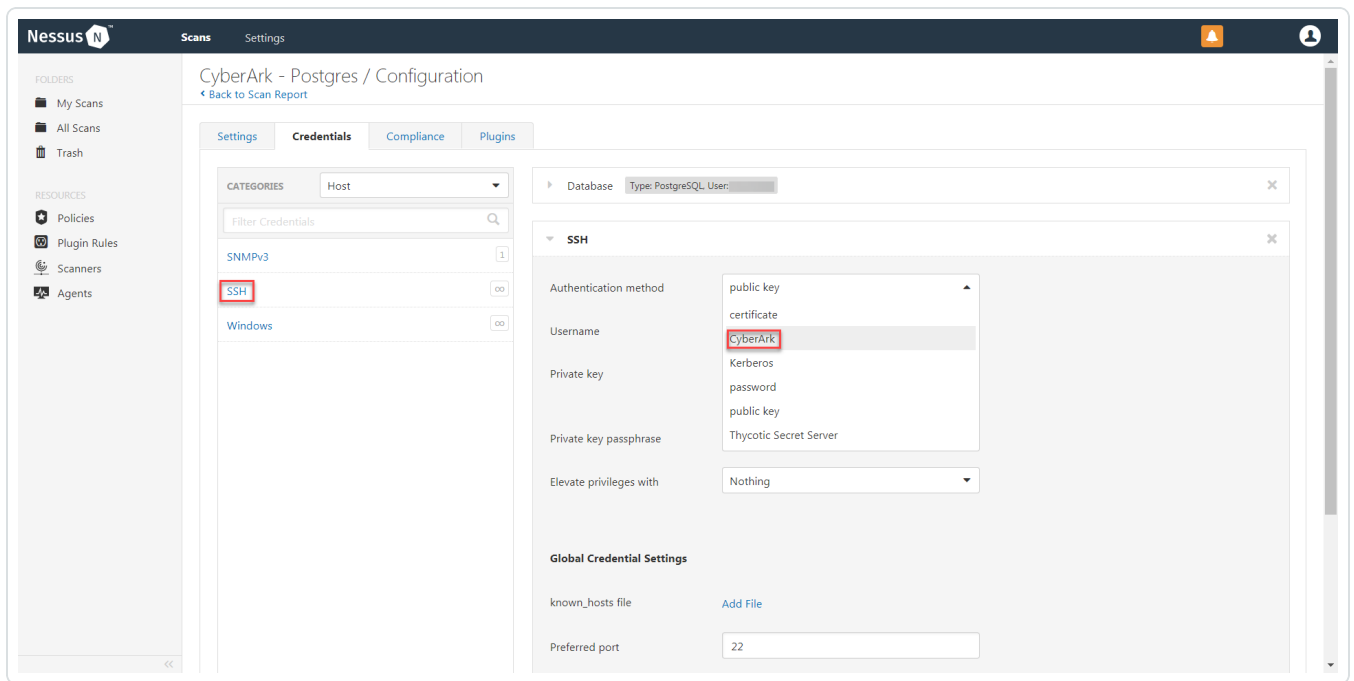 Nessus N ™
Scans
Settings
FOLDERS
My Scans
All Scans
Trash
RESOURCES
Policies
Plugin Rules
Scanners
Agents
CyberArk - Postgres / Configuration
Back to Scan Report
Settings
Credentials
Compliance
Plugins
CATEGORIES
Host
Filter Credentials
SNMPv3
1
SSH
∞
Windows
∞
Database
Type: PostgreSQL, User:
SSH
Authentication method
public key
certificate
CyberArk
Kerberos
password
public key
Thycotic Secret Server
Username
Private key
Private key passphrase
Elevate privileges with
Nothing
Global Credential Settings
known_hosts file
Add File
Preferred port
22